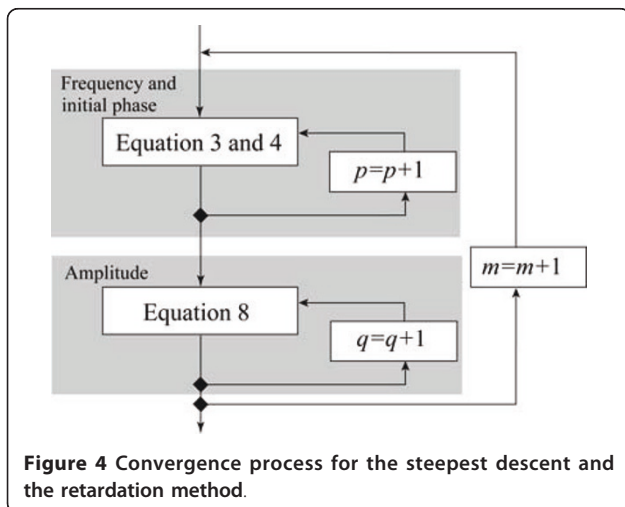 Frequency and
initial phase
Equation 3 and 4
p=p+1
m=m+1
Amplitude
Equation 8
q=q+1
Figure 4 Convergence process for the steepest descent and
the retardation method.